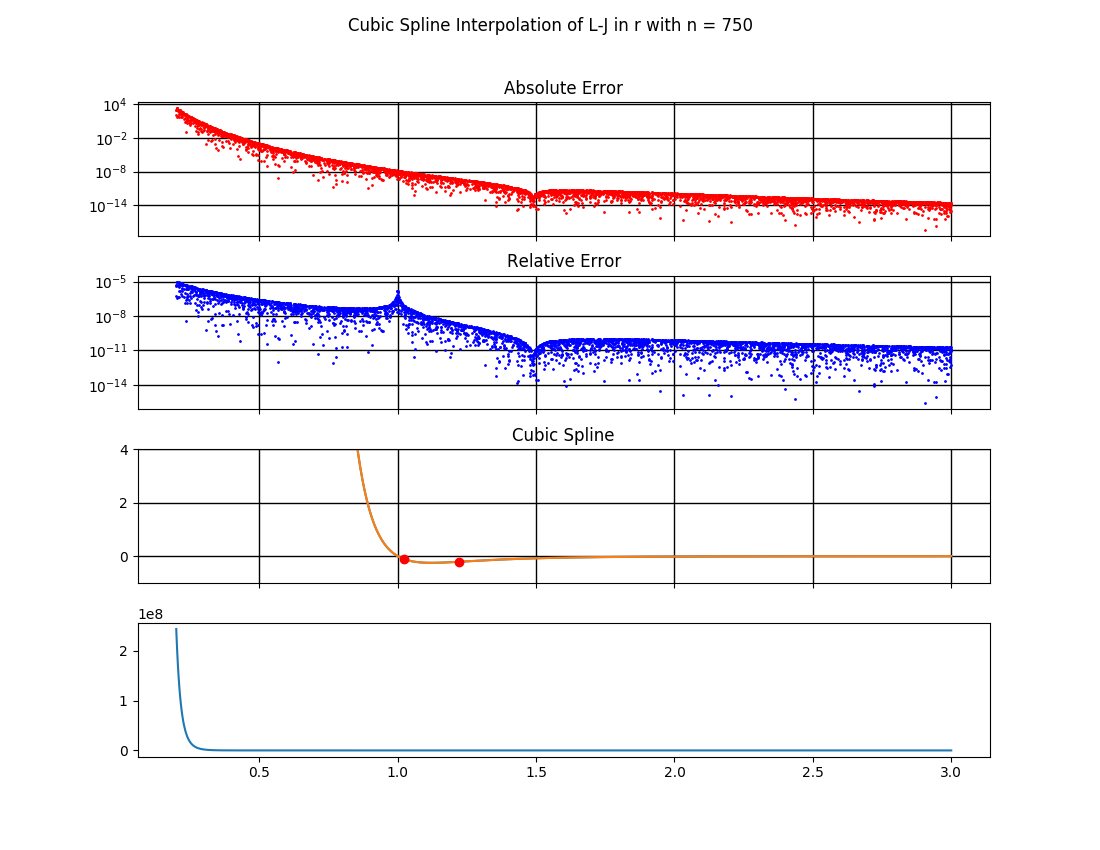 Cubic Spline Interpolation of L-J in r with n = 750
Absolute Error
10⁴
10⁻²
10⁻⁸
10⁻¹⁴
Relative Error
10⁻⁵
10⁻⁸
10⁻¹¹
10⁻¹⁴
Cubic Spline
4
2
0
1e8
2
1
0
0.5 1.0 1.5 2.0 2.5 3.0